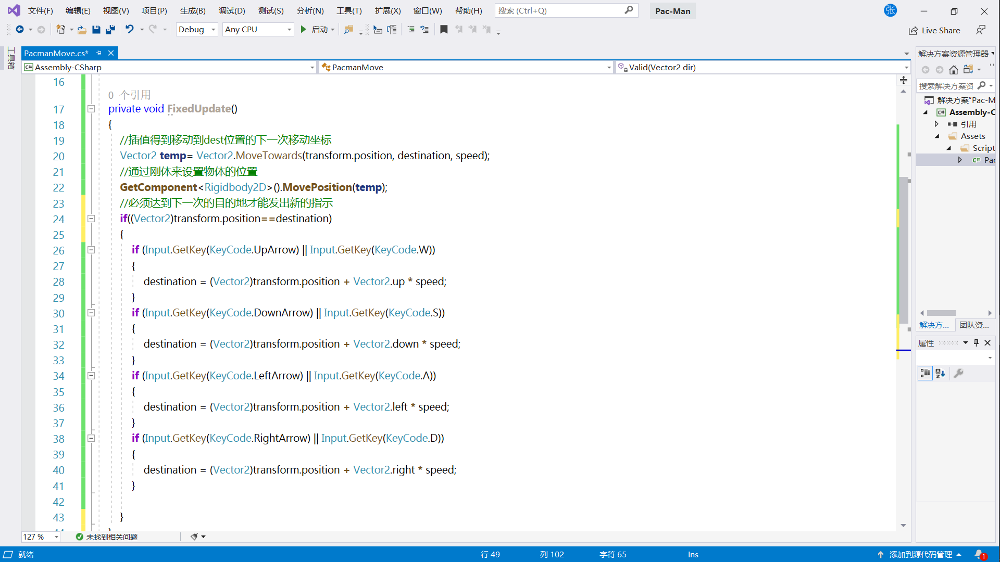 文件(F) 编辑(E) 视图(V) 项目(P) 生成(B) 调试(D) 测试(S) 分析(N) 工具(T) 扩展(X) 窗口(W) 帮助(H) 搜索 (Ctrl+Q) Pac-Man 张
Debug Any CPU 启动 Live Share
工具箱
PacmanMove.cs*
Assembly-CSharp PacmanMove Valid(Vector2 dir)
16
0 个引用
17 private void FixedUpdate()
18 {
19 //插值得到移动到dest位置的下一次移动坐标
20 Vector2 temp= Vector2.MoveTowards(transform.position, destination, speed);
21 //通过刚体来设置物体的位置
22 GetComponent<Rigidbody2D>().MovePosition(temp);
23 //必须达到下一次的目的地才能发出新的指示
24 if((Vector2)transform.position==destination)
25 {
26 if (Input.GetKey(KeyCode.UpArrow) || Input.GetKey(KeyCode.W))
27 {
28 destination = (Vector2)transform.position + Vector2.up * speed;
29 }
30 if (Input.GetKey(KeyCode.DownArrow) || Input.GetKey(KeyCode.S))
31 {
32 destination = (Vector2)transform.position + Vector2.down * speed;
33 }
34 if (Input.GetKey(KeyCode.LeftArrow) || Input.GetKey(KeyCode.A))
35 {
36 destination = (Vector2)transform.position + Vector2.left * speed;
37 }
38 if (Input.GetKey(KeyCode.RightArrow) || Input.GetKey(KeyCode.D))
39 {
40 destination = (Vector2)transform.position + Vector2.right * speed;
41 }
42
43 }
127 % 未找到相关问题
解决方案资源管理器
搜索解决方案资
解决方案"Pac-M
Assembly-C
引用
Assets
Script
Pac
解决方... 团队资...
属性
就绪 行 49 列 102 字符 65 Ins 添加到源代码管理 1